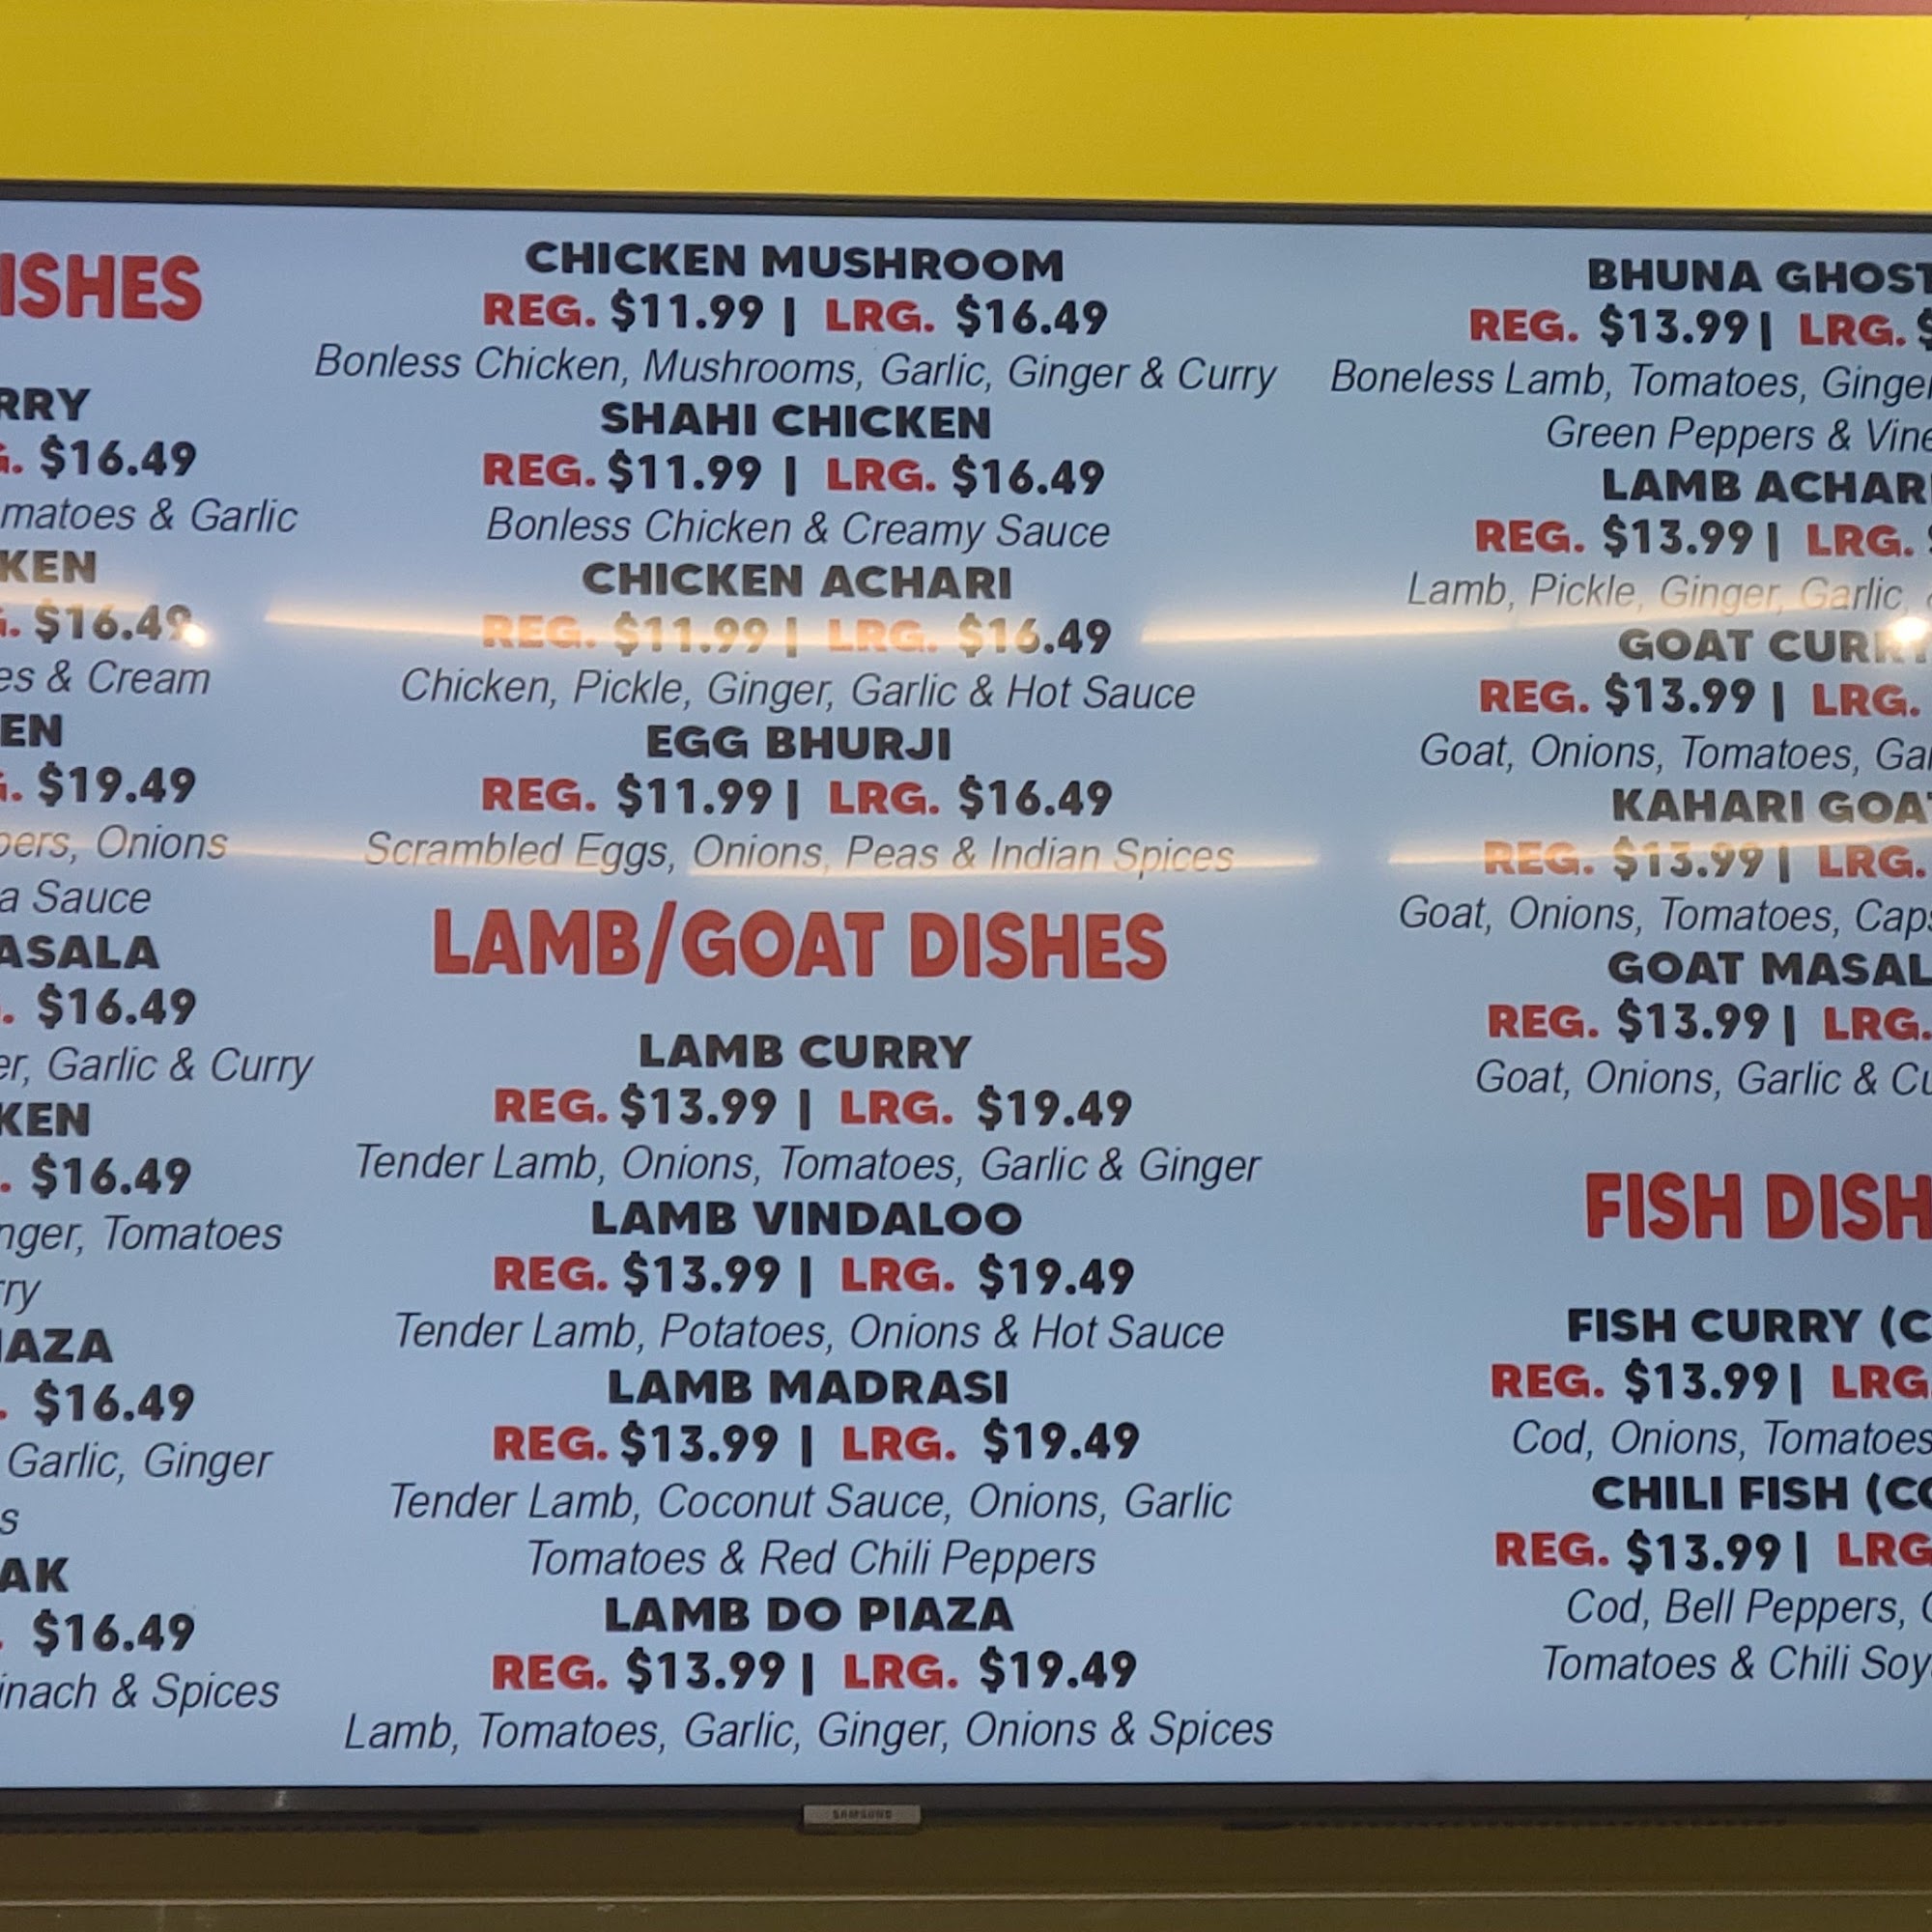 ISHES
RRY
. $16.49
matoes & Garlic
KEN
. $16.49
es & Cream
EN
. $19.49
pers, Onions
a Sauce
ASALA
. $16.49
er, Garlic & Curry
KEN
. $16.49
nger, Tomatoes
rry
IAZA
. $16.49
Garlic, Ginger
s
AK
. $16.49
inach & Spices
CHICKEN MUSHROOM
REG. $11.99 | LRG. $16.49
Bonless Chicken, Mushrooms, Garlic, Ginger & Curry
SHAHI CHICKEN
REG. $11.99 | LRG. $16.49
Bonless Chicken & Creamy Sauce
CHICKEN ACHARI
REG. $11.99 | LRG. $16.49
Chicken, Pickle, Ginger, Garlic & Hot Sauce
EGG BHURJI
REG. $11.99 | LRG. $16.49
Scrambled Eggs, Onions, Peas & Indian Spices
LAMB/GOAT DISHES
LAMB CURRY
REG. $13.99 | LRG. $19.49
Tender Lamb, Onions, Tomatoes, Garlic & Ginger
LAMB VINDALOO
REG. $13.99 | LRG. $19.49
Tender Lamb, Potatoes, Onions & Hot Sauce
LAMB MADRASI
REG. $13.99 | LRG. $19.49
Tender Lamb, Coconut Sauce, Onions, Garlic
Tomatoes & Red Chili Peppers
LAMB DO PIAZA
REG. $13.99 | LRG. $19.49
Lamb, Tomatoes, Garlic, Ginger, Onions & Spices
BHUNA GHOST
REG. $13.99 | LRG. $
Boneless Lamb, Tomatoes, Ginger
Green Peppers & Vine
LAMB ACHARI
REG. $13.99 | LRG. $
Lamb, Pickle, Ginger, Garlic, &
GOAT CURRY
REG. $13.99 | LRG.
Goat, Onions, Tomatoes, Gar
KAHARI GOAT
REG. $13.99 | LRG.
Goat, Onions, Tomatoes, Caps
GOAT MASAL
REG. $13.99 | LRG.
Goat, Onions, Garlic & Cu
FISH DISH
FISH CURRY (C
REG. $13.99 | LRG
Cod, Onions, Tomatoes
CHILI FISH (CO
REG. $13.99 | LRG
Cod, Bell Peppers, O
Tomatoes & Chili Soy
SAMSUNG